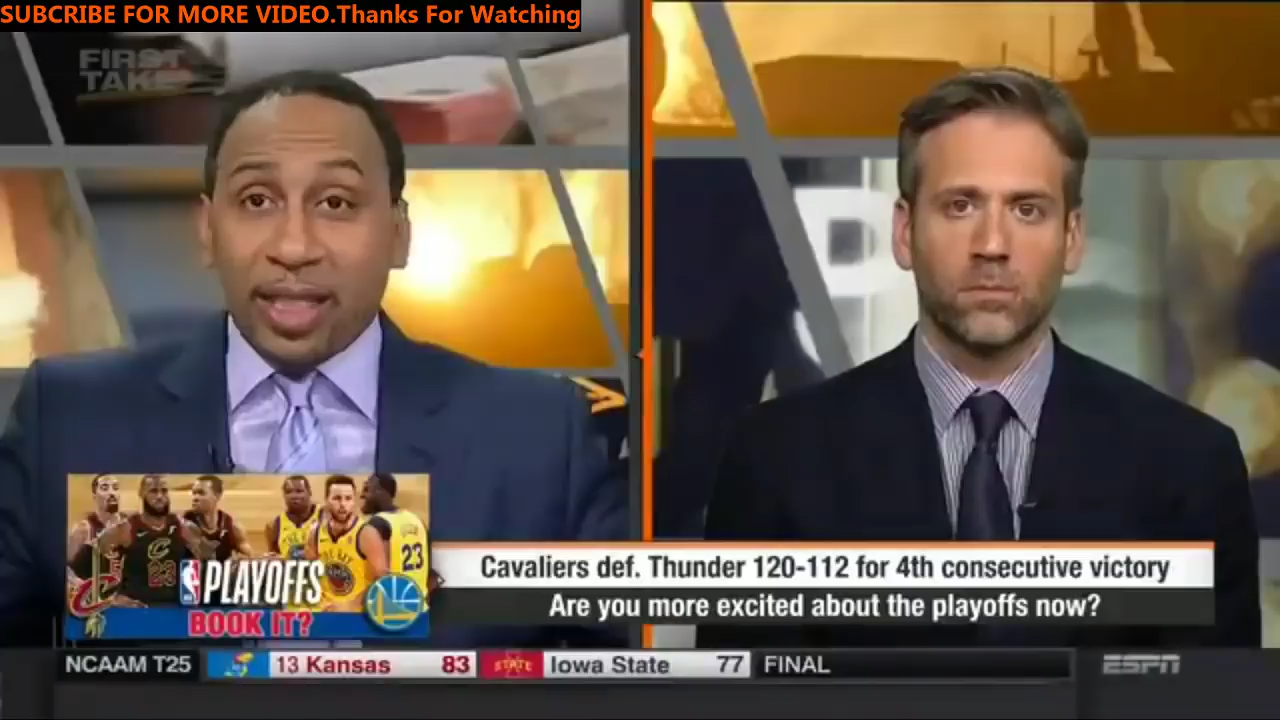 SUBCRIBE FOR MORE VIDEO.Thanks For Watching
FIRST
TAKE
Cavaliers def. Thunder 120-112 for 4th consecutive victory
Are you more excited about the playoffs now?
23
23
PLAYOFFS
BOOK IT?
NCAAM T25 13 Kansas 83 STATE Iowa State 77 FINAL ESPN